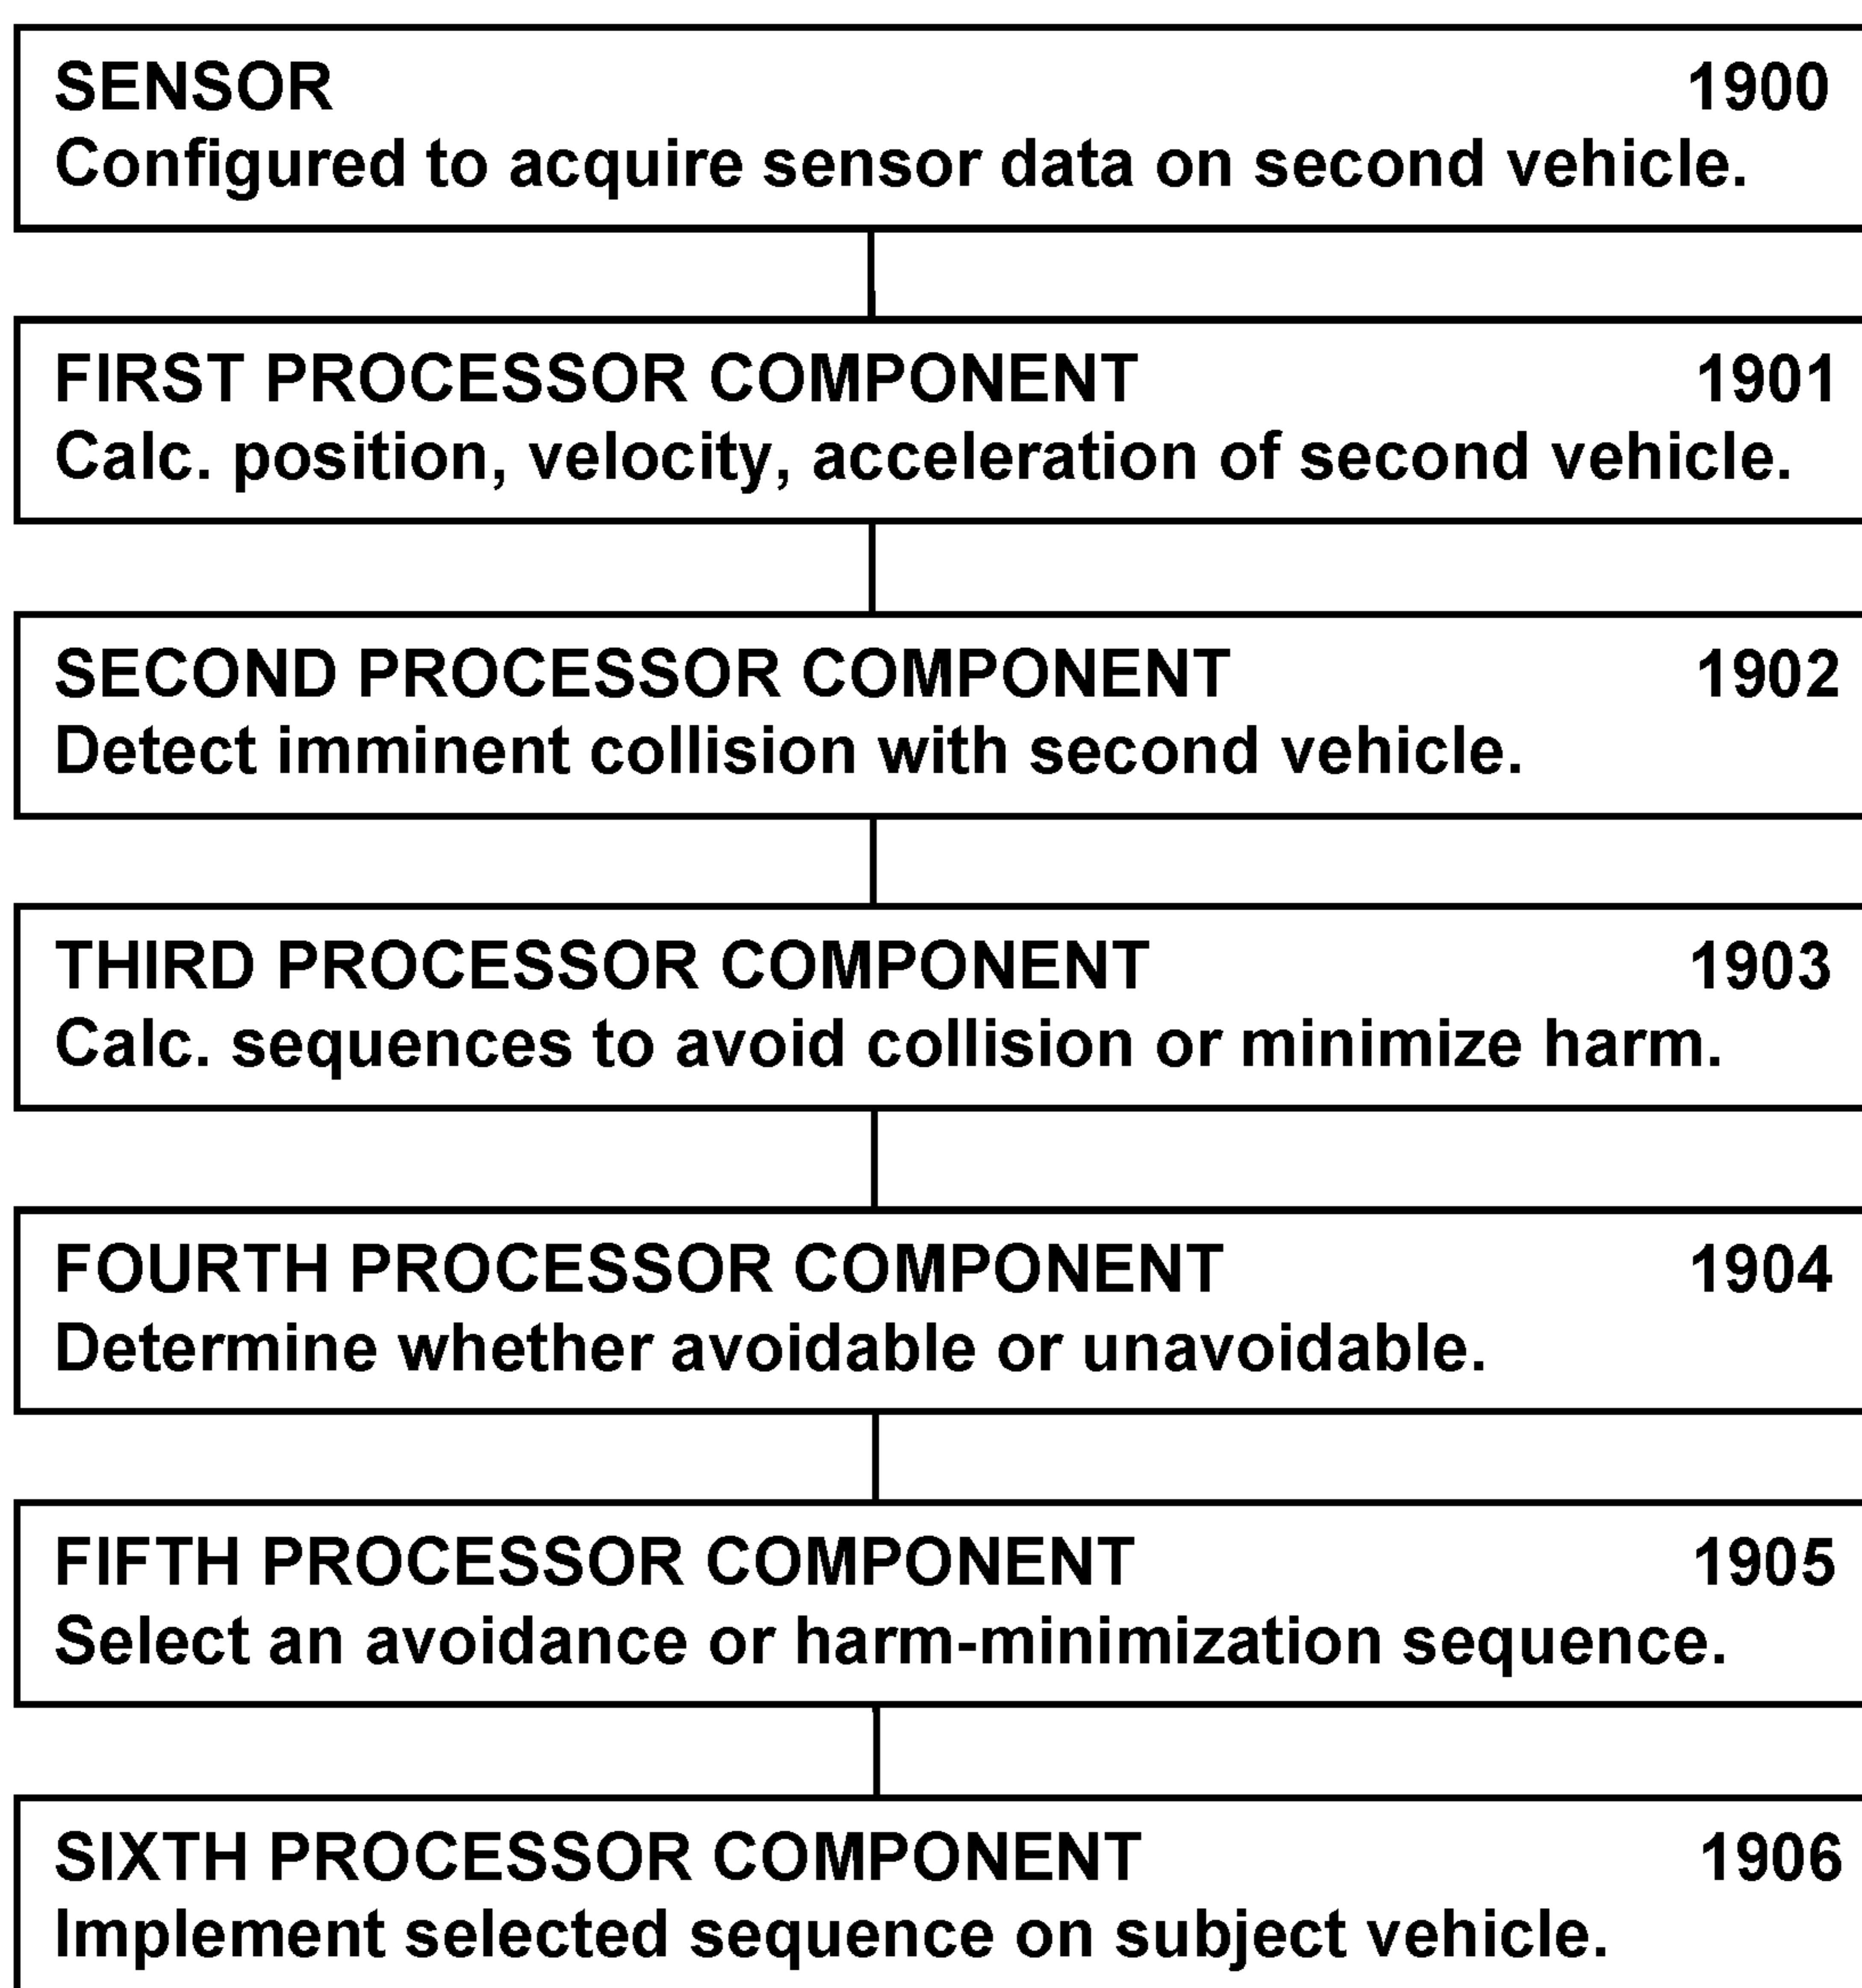 SENSOR 1900
Configured to acquire sensor data on second vehicle.
FIRST PROCESSOR COMPONENT 1901
Calc. position, velocity, acceleration of second vehicle.
SECOND PROCESSOR COMPONENT 1902
Detect imminent collision with second vehicle.
THIRD PROCESSOR COMPONENT 1903
Calc. sequences to avoid collision or minimize harm.
FOURTH PROCESSOR COMPONENT 1904
Determine whether avoidable or unavoidable.
FIFTH PROCESSOR COMPONENT 1905
Select an avoidance or harm-minimization sequence.
SIXTH PROCESSOR COMPONENT 1906
Implement selected sequence on subject vehicle.